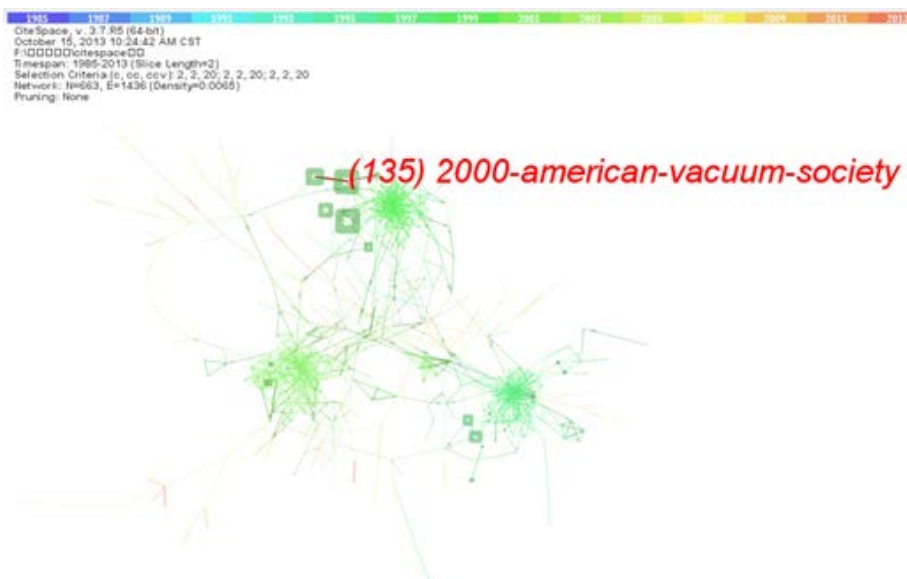 1985 1987 1989 1991 1993 1995 1997 1999 2001 2003 2005 2007 2009 2011 2013
CiteSpace, v. 3.7.R5 (64-bit)
October 15, 2013 10:24:42 AM CST
F:\□□□□□\citespace□□
Timespan: 1985-2013 (Slice Length=2)
Selection Criteria (c, cc, ccv): 2, 2, 20; 2, 2, 20; 2, 2, 20
Network: N=663, E=1436 (Density=0.0065)
Pruning: None
(135) 2000-american-vacuum-society